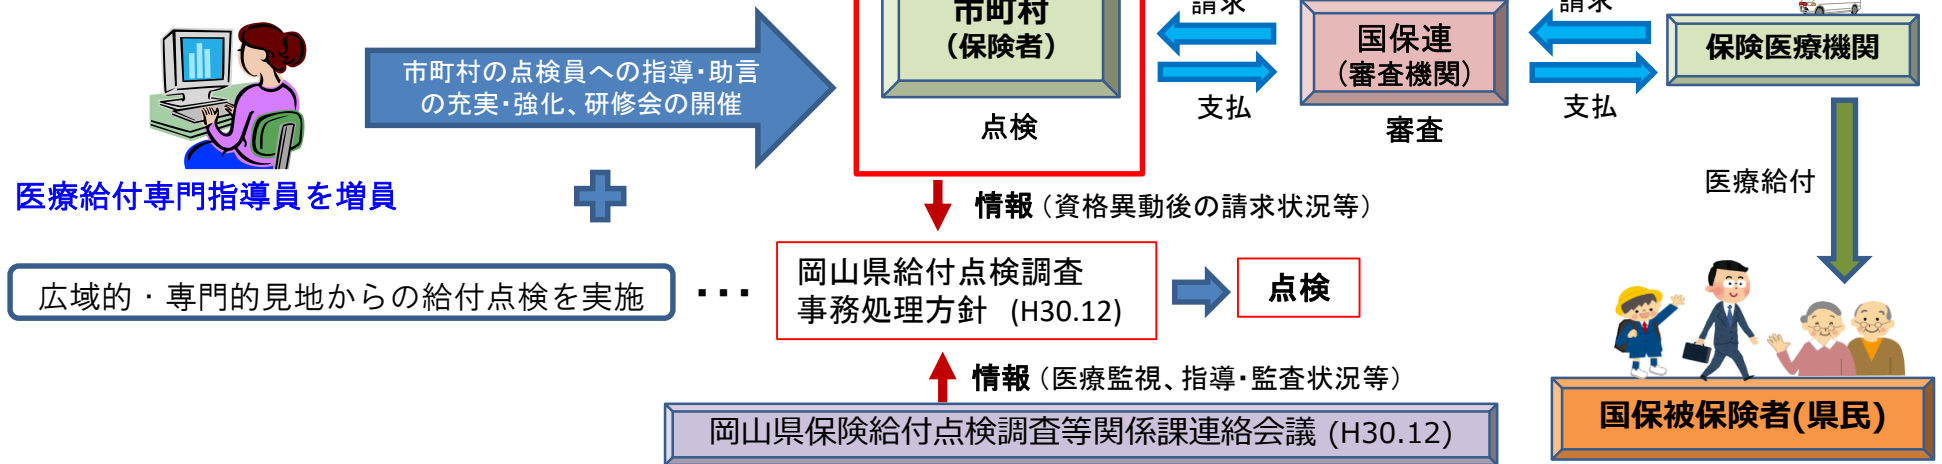 市町村
（保険者）
点検
請求
支払
国保連
（審査機関）
審査
請求
支払
保険医療機関
市町村の点検員への指導･助言
の充実･強化、研修会の開催
医療給付専門指導員を増員
医療給付
情報（資格異動後の請求状況等）
広域的・専門的見地からの給付点検を実施
･･･
岡山県給付点検調査
事務処理方針 (H30.12)
点検
情報（医療監視、指導･監査状況等）
岡山県保険給付点検調査等関係課連絡会議 (H30.12)
国保被保険者(県民)